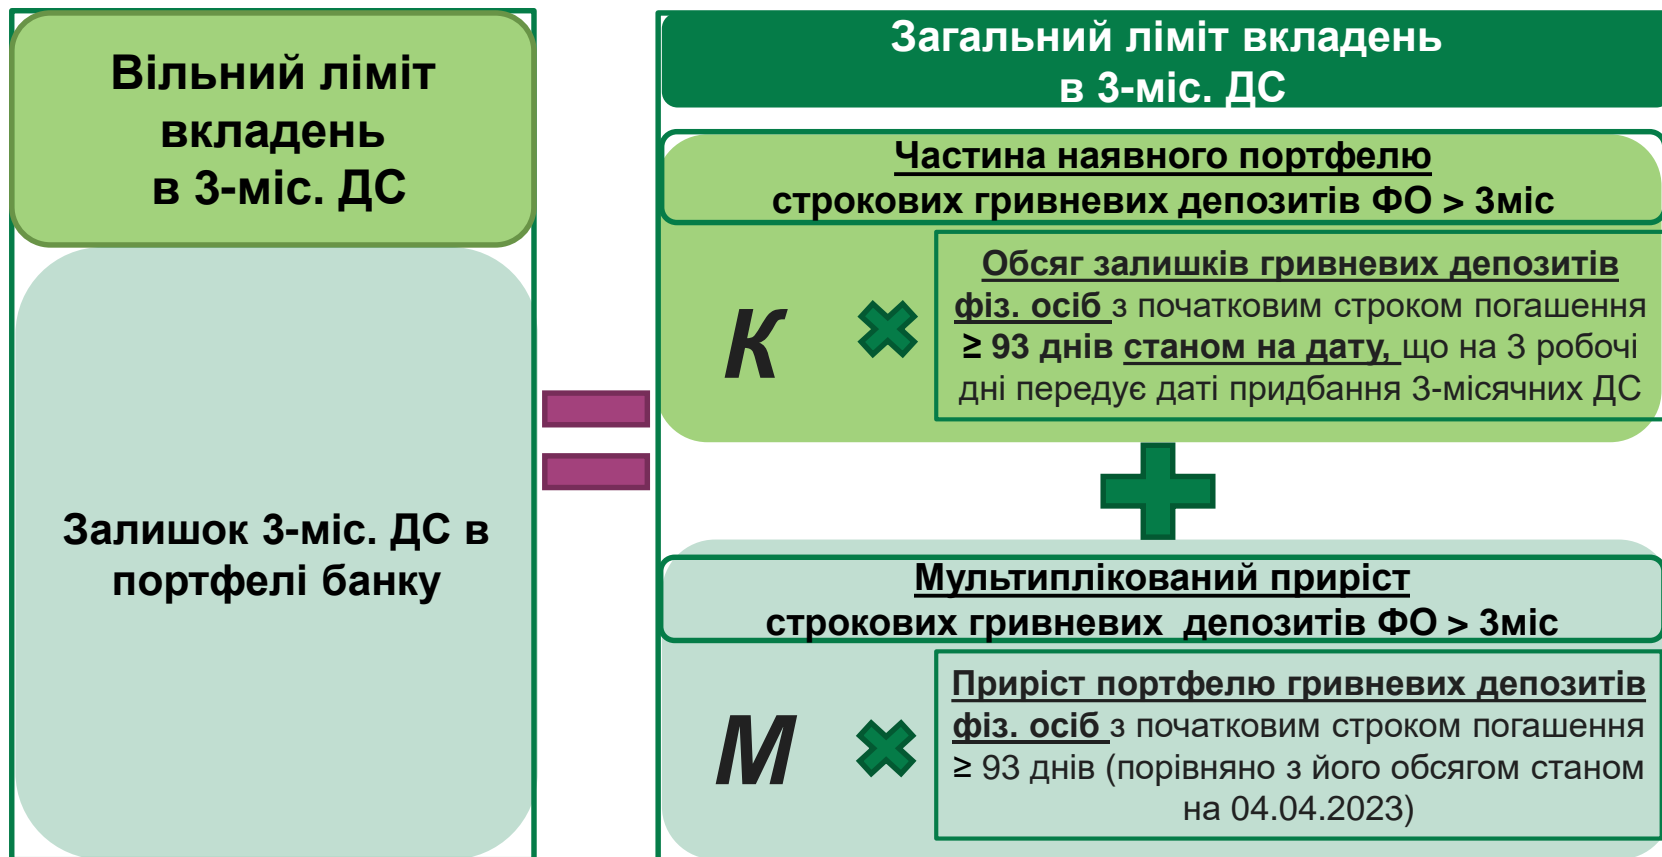 Вільний ліміт
вкладень
в 3-міс. ДС
Залишок 3-міс. ДС в
портфелі банку
Загальний ліміт вкладень
в 3-міс. ДС
Частина наявного портфелю
строкових гривневих депозитів ФО > 3міс
К
Обсяг залишків гривневих депозитів
фіз. осіб з початковим строком погашення
≥ 93 днів станом на дату, що на 3 робочі
дні передує даті придбання 3-місячних ДС
Мультиплікований приріст
строкових гривневих депозитів ФО > 3міс
М
Приріст портфелю гривневих депозитів
фіз. осіб з початковим строком погашення
≥ 93 днів (порівняно з його обсягом станом
на 04.04.2023)